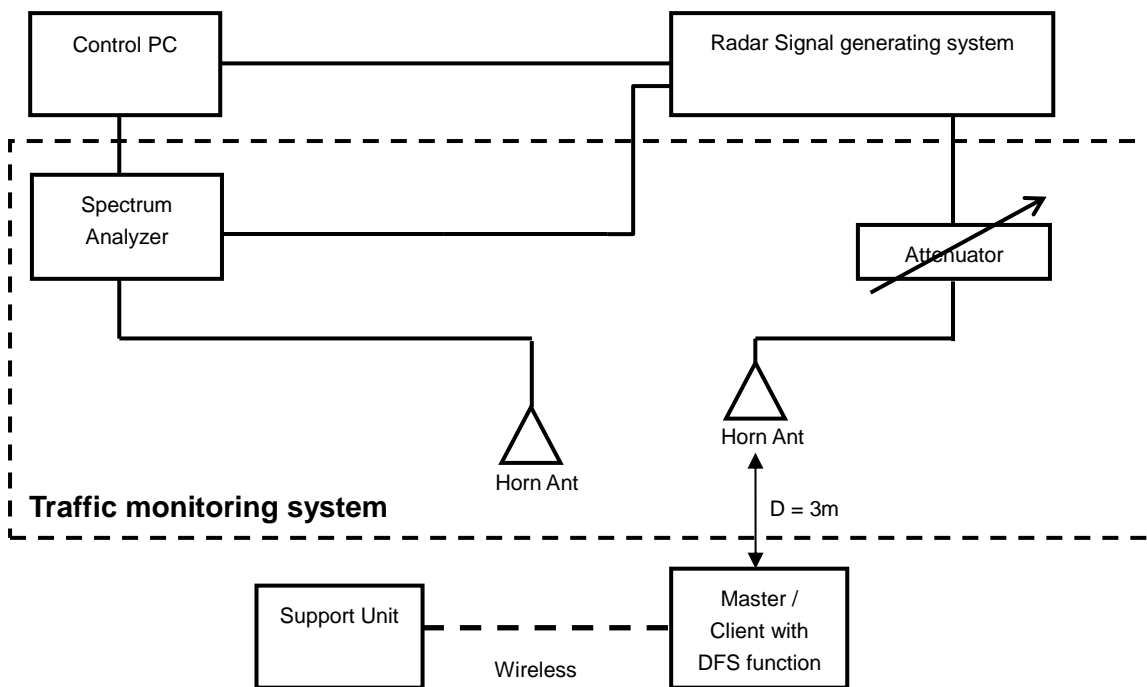 Control PC
Radar Signal generating system
Spectrum
Analyzer
Attenuator
Horn Ant
Horn Ant
Traffic monitoring system
D = 3m
Support Unit
Wireless
Master /
Client with
DFS function